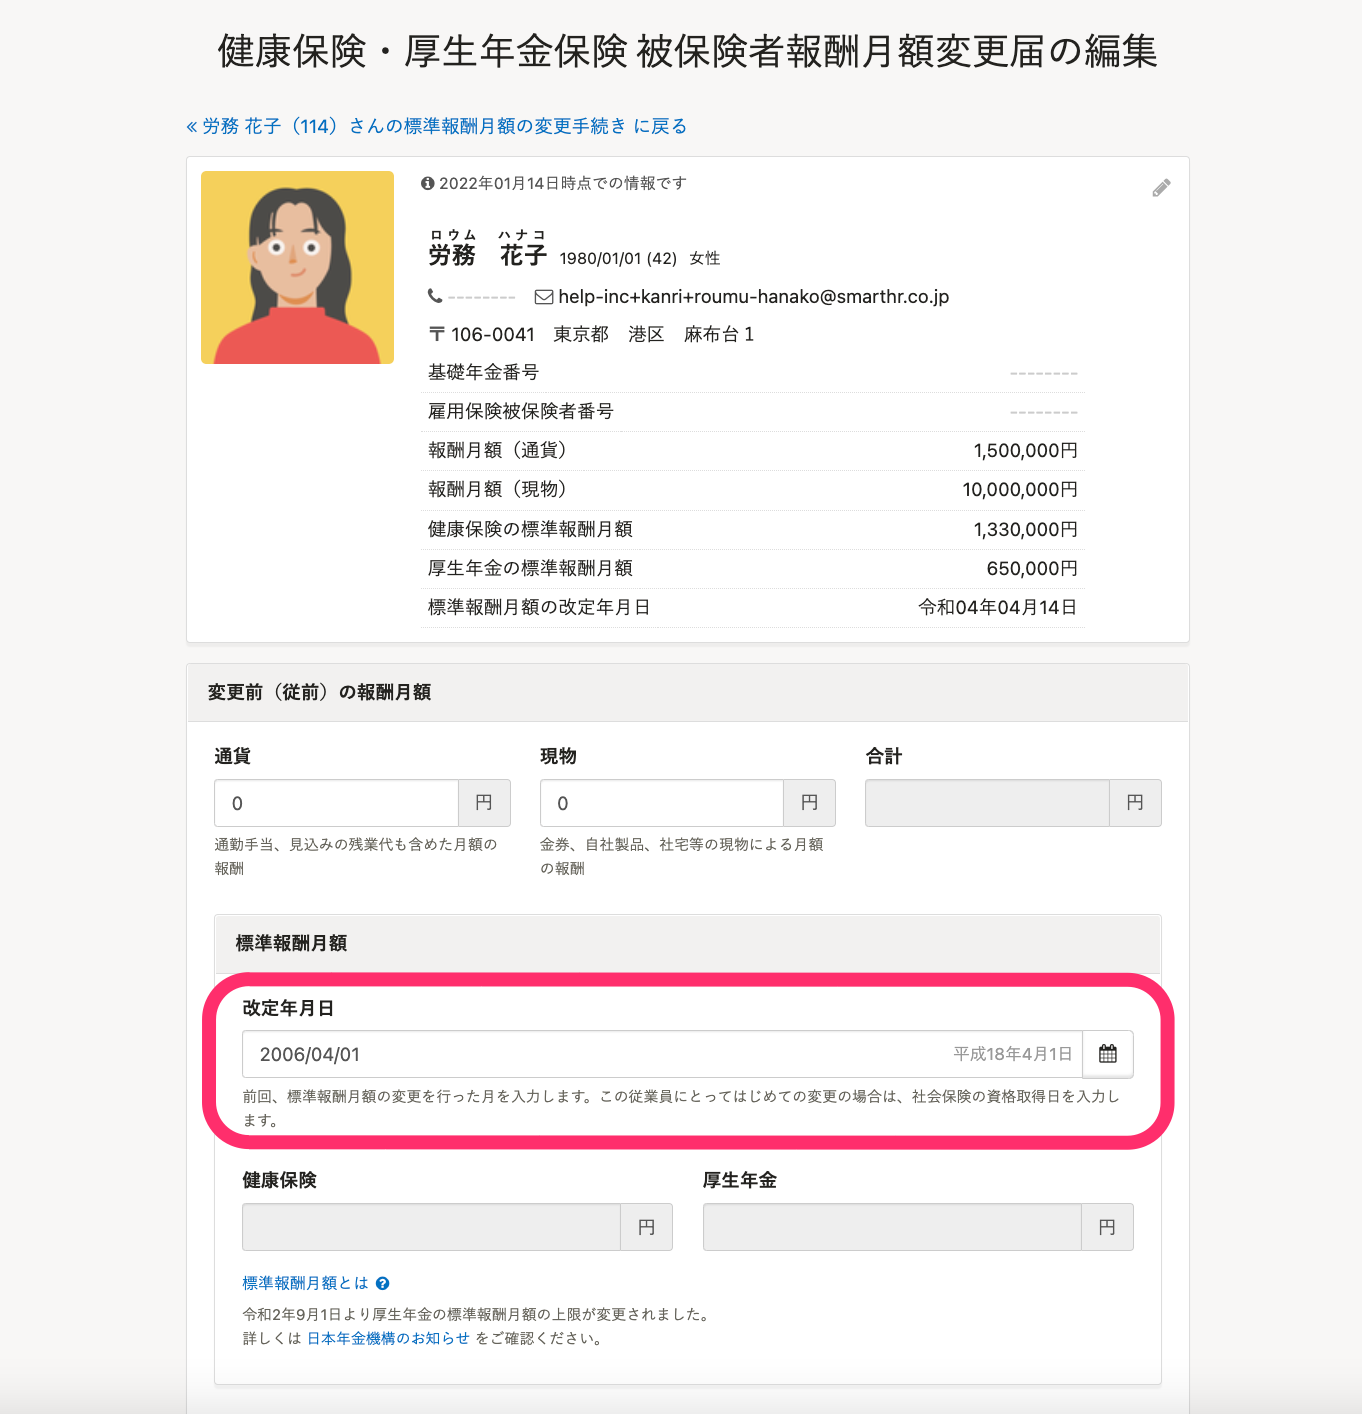 健康保険・厚生年金保険 被保険者報酬月額変更届の編集
« 労務 花子（114）さんの標準報酬月額の変更手続き に戻る
2022年01月14日時点での情報です
ロウム ハナコ
労務 花子 1980/01/01 (42) 女性
-------- help-inc+kanri+roumu-hanako@smarthr.co.jp
〒106-0041 東京都 港区 麻布台１
基礎年金番号 --------
雇用保険被保険者番号 --------
報酬月額（通貨） 1,500,000円
報酬月額（現物） 10,000,000円
健康保険の標準報酬月額 1,330,000円
厚生年金の標準報酬月額 650,000円
標準報酬月額の改定年月日 令和04年04月14日
変更前（従前）の報酬月額
通貨 現物 合計
0 円 0 円 円
通勤手当、見込みの残業代も含めた月額の
報酬
金券、自社製品、社宅等の現物による月額
の報酬
標準報酬月額
改定年月日
2006/04/01 平成18年4月1日
前回、標準報酬月額の変更を行った月を入力します。この従業員にとってはじめての変更の場合は、社会保険の資格取得日を入力し
ます。
健康保険 厚生年金
円 円
標準報酬月額とは
令和2年9月1日より厚生年金の標準報酬月額の上限が変更されました。
詳しくは 日本年金機構のお知らせ をご確認ください。